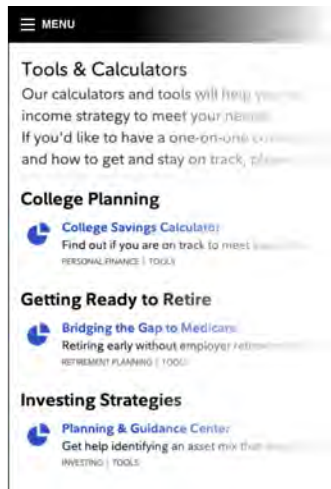 MENU
Tools & Calculators
Our calculators and tools will help
income strategy to meet your needs
If you'd like to have a one-on-one
and how to get and stay on track,
College Planning
College Savings Calculator
Find out if you are on track to meet
PERSONAL FINANCE | TOOLS
Getting Ready to Retire
Bridging the Gap to Medicare
Retiring early without employer
RETIREMENT PLANNING | TOOLS
Investing Strategies
Planning & Guidance Center
Get help identifying an asset mix that
INVESTING | TOOLS